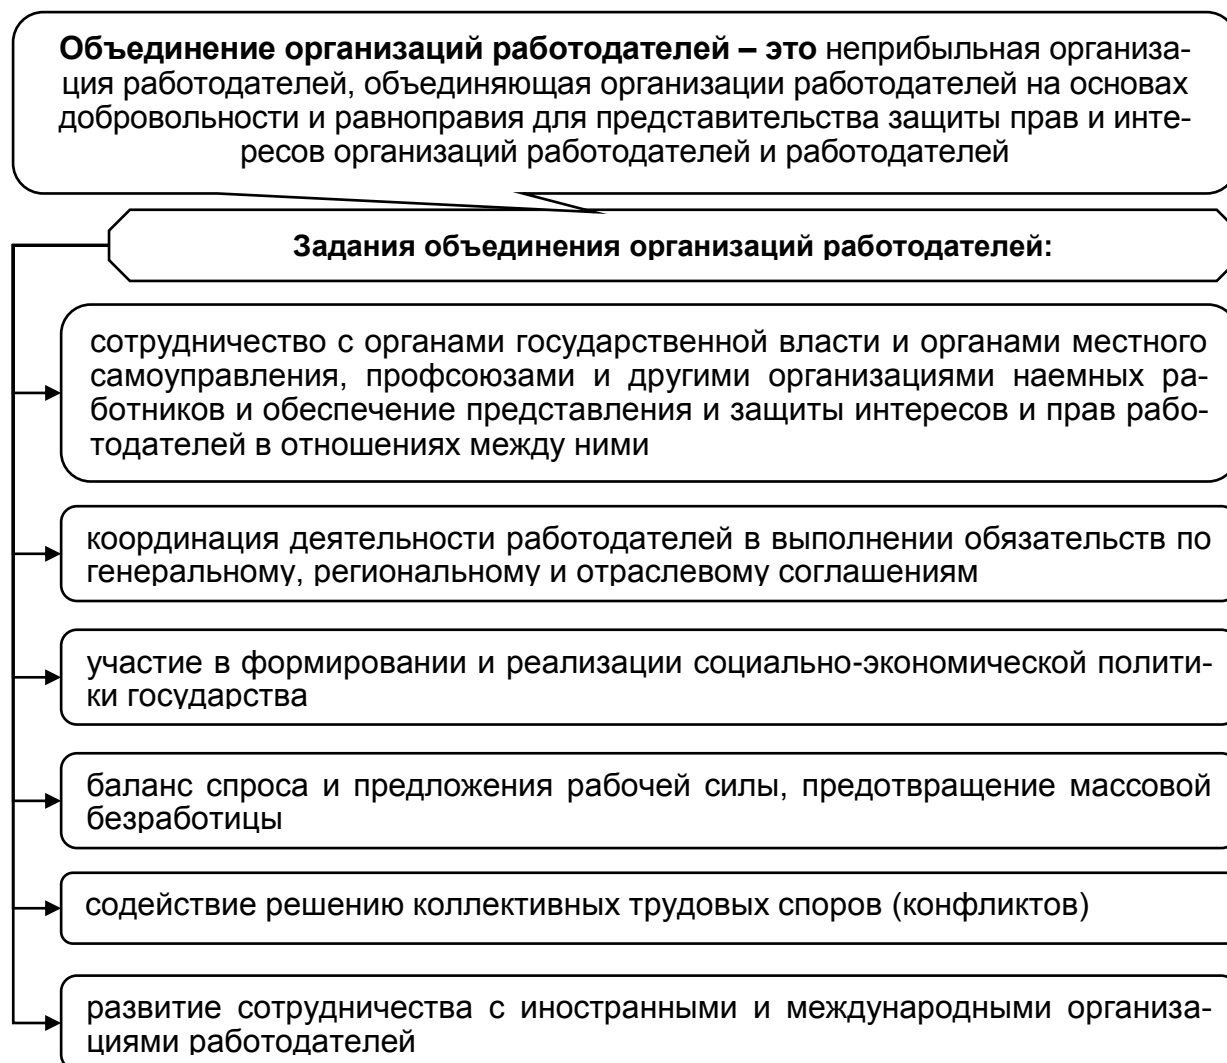 Объединение организаций работодателей – это неприбыльная организа-
ция работодателей, объединяющая организации работодателей на основах
добровольности и равноправия для представительства защиты прав и инте-
ресов организаций работодателей и работодателей
Задания объединения организаций работодателей:
сотрудничество с органами государственной власти и органами местного
самоуправления, профсоюзами и другими организациями наемных ра-
ботников и обеспечение представления и защиты интересов и прав рабо-
тодателей в отношениях между ними
координация деятельности работодателей в выполнении обязательств по
генеральному, региональному и отраслевому соглашениям
участие в формировании и реализации социально-экономической полити-
ки государства
баланс спроса и предложения рабочей силы, предотвращение массовой
безработицы
содействие решению коллективных трудовых споров (конфликтов)
развитие сотрудничества с иностранными и международными организа-
циями работодателей